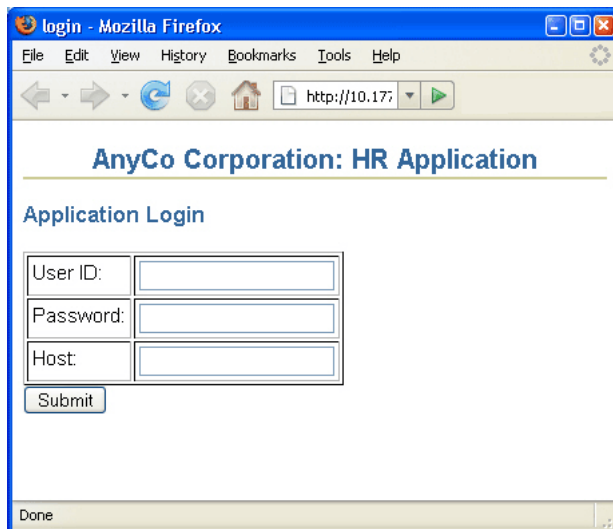 login - Mozilla Firefox
File Edit View History Bookmarks Tools Help
http://10.177
AnyCo Corporation: HR Application
Application Login
User ID:
Password:
Host:
Submit
Done